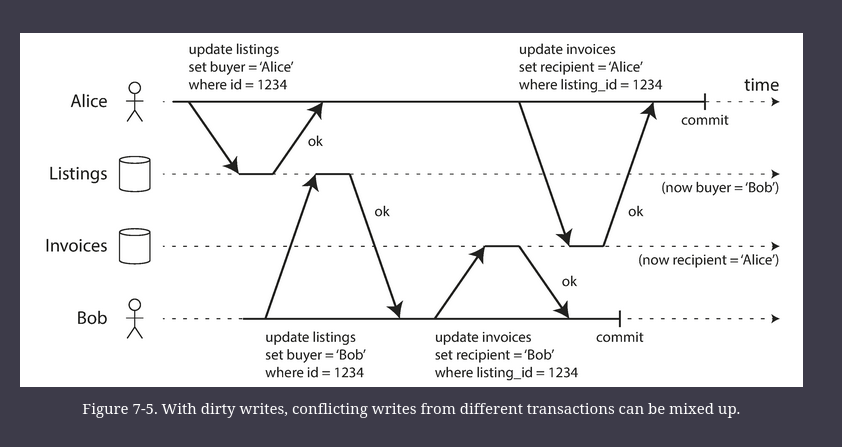 update listings
set buyer = ‘Alice’
where id = 1234
update invoices
set recipient = ‘Alice’
where listing_id = 1234
time
Alice
commit
ok
Listings
(now buyer = ‘Bob’)
ok
ok
Invoices
(now recipient = ‘Alice’)
ok
Bob
commit
update listings
set buyer = ‘Bob’
where id = 1234
update invoices
set recipient = ‘Bob’
where listing_id = 1234
Figure 7-5. With dirty writes, conflicting writes from different transactions can be mixed up.